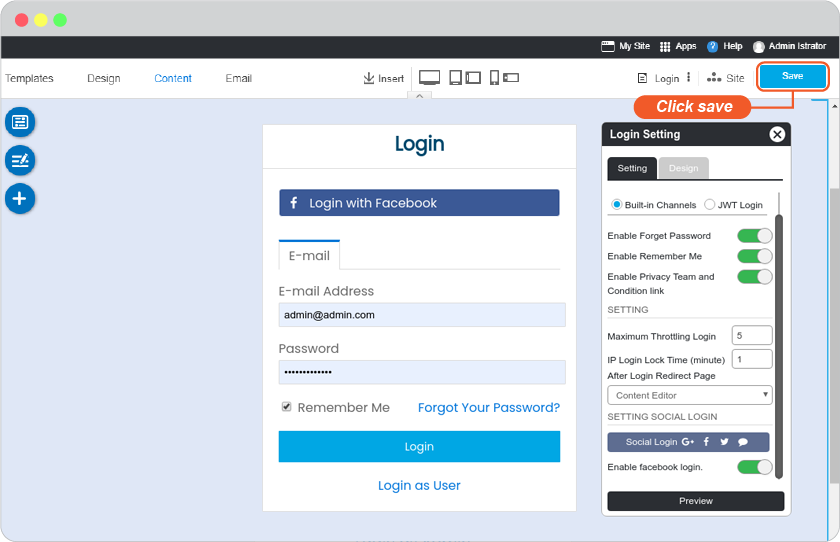 My Site Apps ? Help Admin Istrator
Templates Design Content Email Insert Login Site Save
Click save
Login
f Login with Facebook
E-mail
E-mail Address
admin@admin.com
Password
•••••••••••••
Remember Me Forgot Your Password?
Login
Login as User
Login Setting
Setting Design
Built-in Channels JWT Login
Enable Forget Password
Enable Remember Me
Enable Privacy Team and
Condition link
SETTING
Maximum Throttling Login 5
IP Login Lock Time (minute) 1
After Login Redirect Page
Content Editor
SETTING SOCIAL LOGIN
Social Login G+ f
Enable facebook login.
Preview